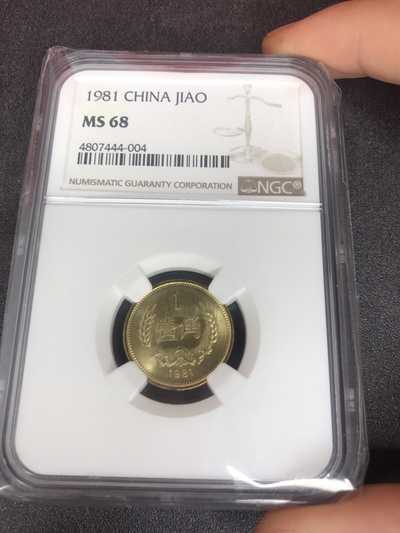 1981 CHINA JIAO
MS 68
4807444-004
NUMISMATIC GUARANTY CORPORATION
NGC®
1
壹角
1981